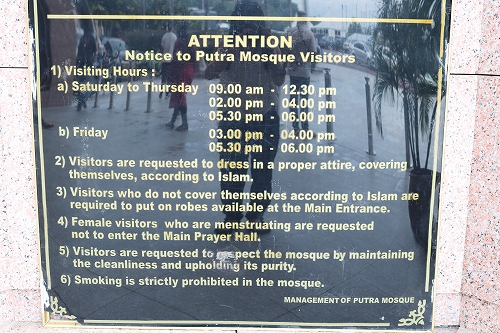 ATTENTION
Notice to Putra Mosque Visitors
1) Visiting Hours :
a) Saturday to Thursday 09.00 am - 12.30 pm
02.00 pm - 04.00 pm
05.30 pm - 06.00 pm
b) Friday 03.00 pm - 04.00 pm
05.30 pm - 06.00 pm
2) Visitors are requested to dress in a proper attire, covering
themselves, according to Islam.
3) Visitors who do not cover themselves according to Islam are
required to put on robes available at the Main Entrance.
4) Female visitors who are menstruating are requested
not to enter the Main Prayer Hall.
5) Visitors are requested to respect the mosque by maintaining
the cleanliness and upholding its purity.
6) Smoking is strictly prohibited in the mosque.
MANAGEMENT OF PUTRA MOSQUE